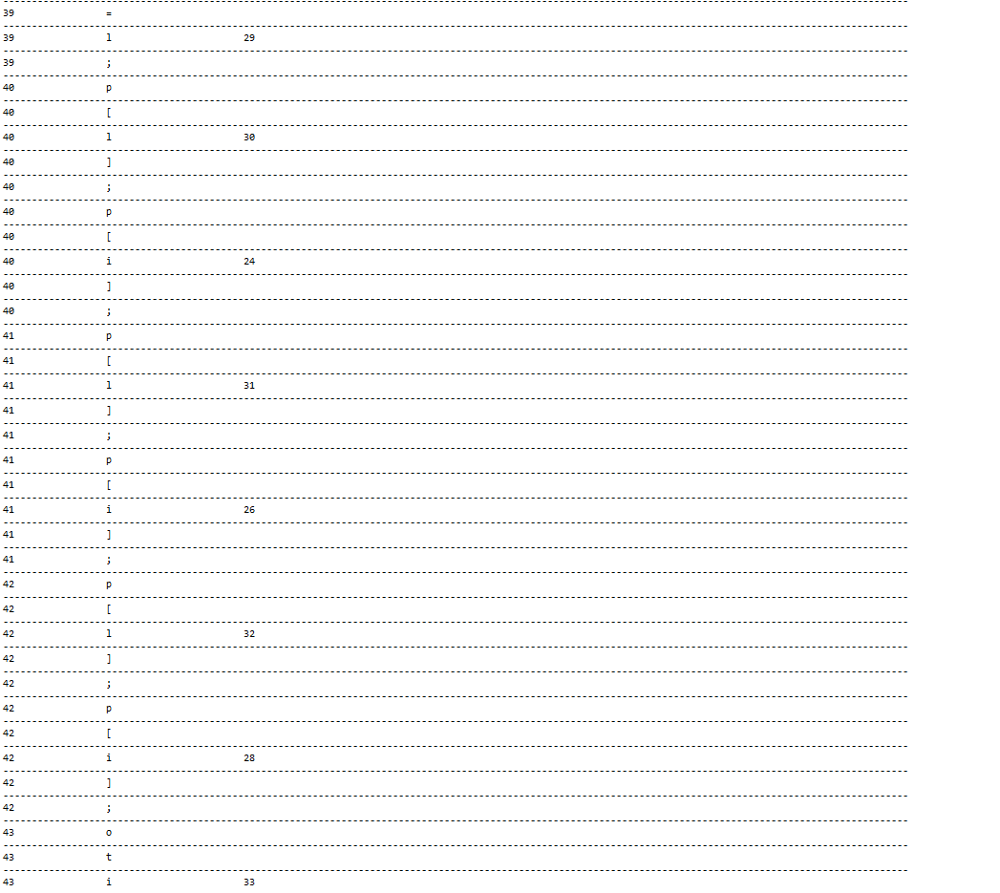 39 =
39 l 29
39 ;
40 p
40 [
40 l 30
40 ]
40 ;
40 p
40 [
40 i 24
40 ]
40 ;
41 p
41 [
41 l 31
41 ]
41 ;
41 p
41 [
41 i 26
41 ]
41 ;
42 p
42 [
42 l 32
42 ]
42 ;
42 p
42 [
42 i 28
42 ]
42 ;
43 o
43 t
43 i 33